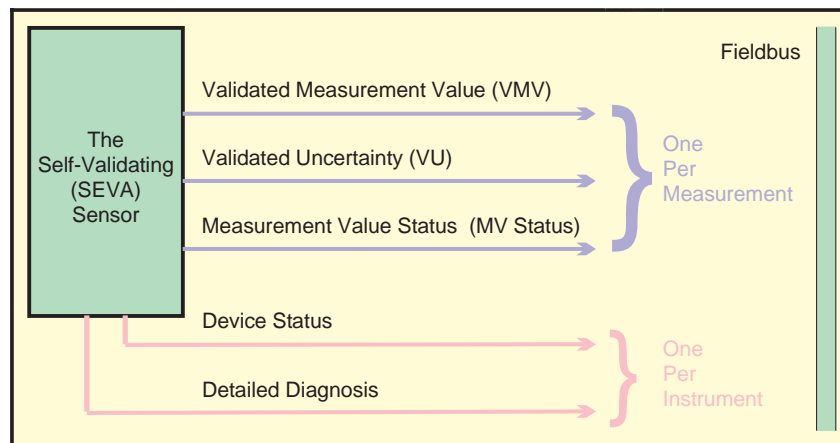 Fieldbus
The
Self-Validating
(SEVA)
Sensor
Validated Measurement Value (VMV)
Validated Uncertainty (VU)
Measurement Value Status (MV Status)
One
Per
Measurement
Device Status
Detailed Diagnosis
One
Per
Instrument